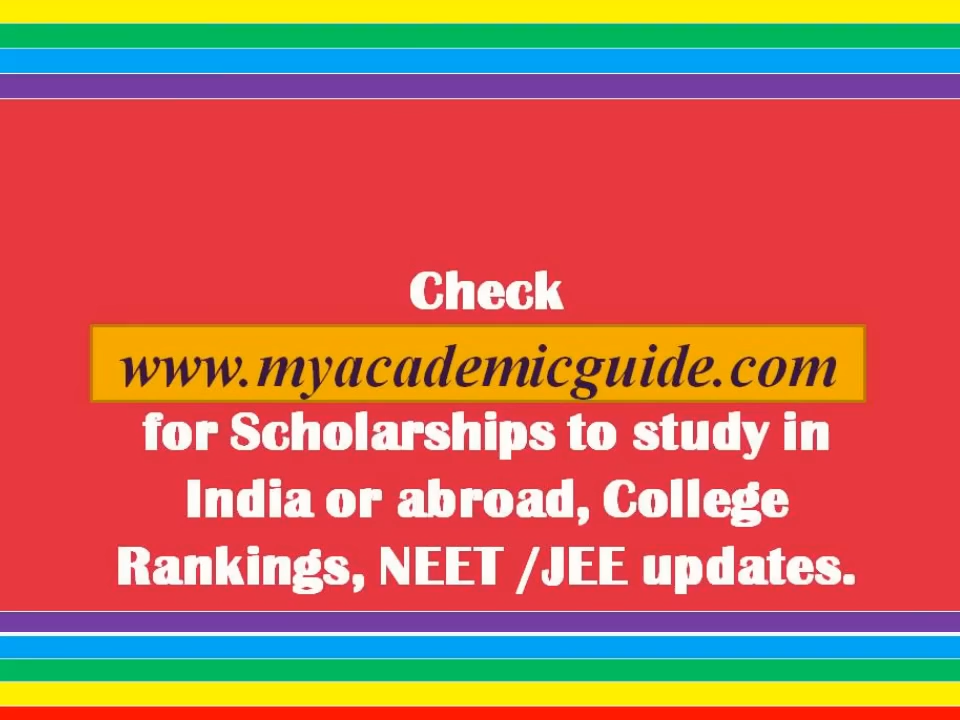 Check
www.myacademicguide.com
for Scholarships to study in
India or abroad, College
Rankings, NEET /JEE updates.